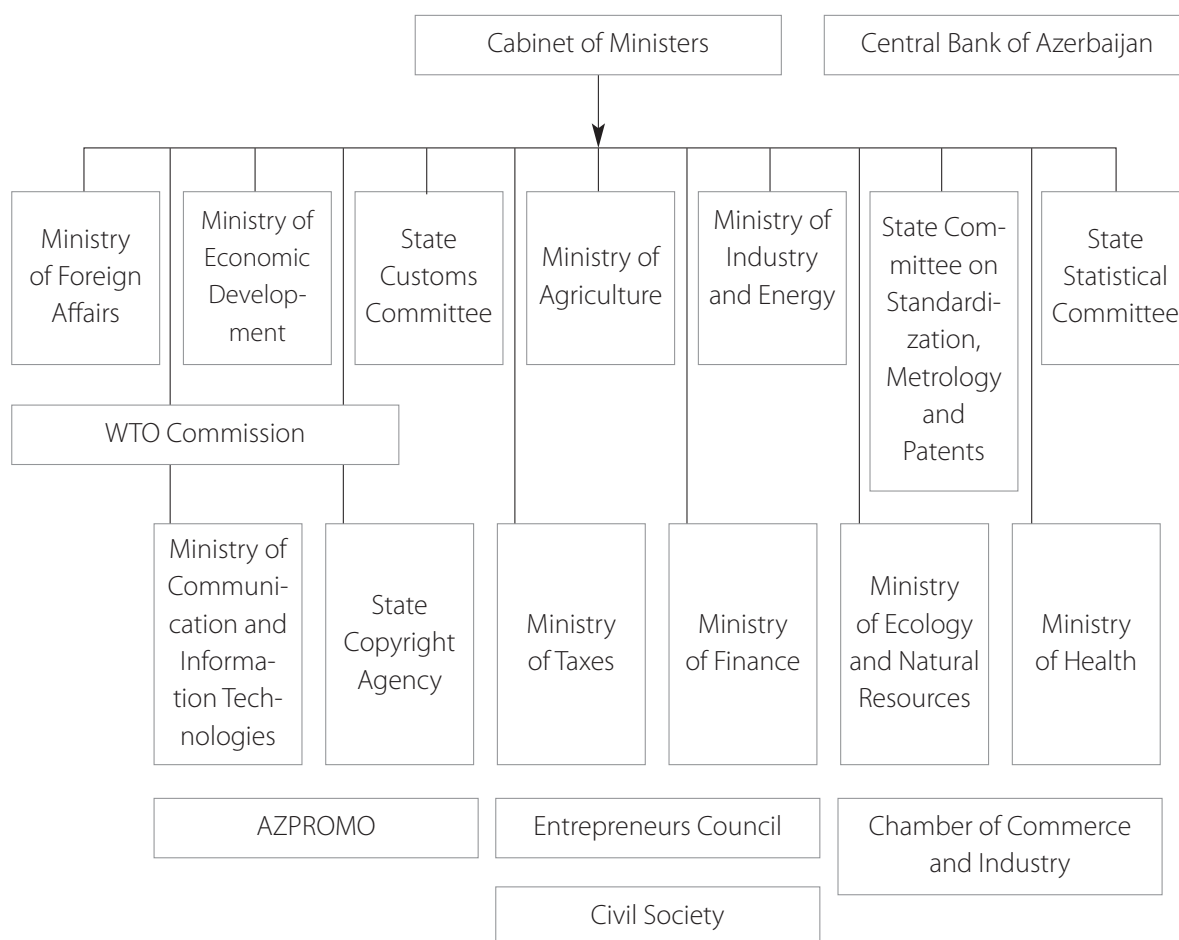 Cabinet of Ministers
Central Bank of Azerbaijan
Ministry
of Foreign
Affairs
Ministry of
Economic
Develop-
ment
State
Customs
Committee
Ministry of
Agriculture
Ministry of
Industry
and Energy
State Com-
mittee on
Standardi-
zation,
Metrology
and
Patents
State
Statistical
Committee
WTO Commission
Ministry of
Communi-
cation and
Informa-
tion Tech-
nologies
State
Copyright
Agency
Ministry
of Taxes
Ministry
of Finance
Ministry
of Ecology
and Natural
Resources
Ministry
of Health
AZPROMO
Entrepreneurs Council
Chamber of Commerce
and Industry
Civil Society